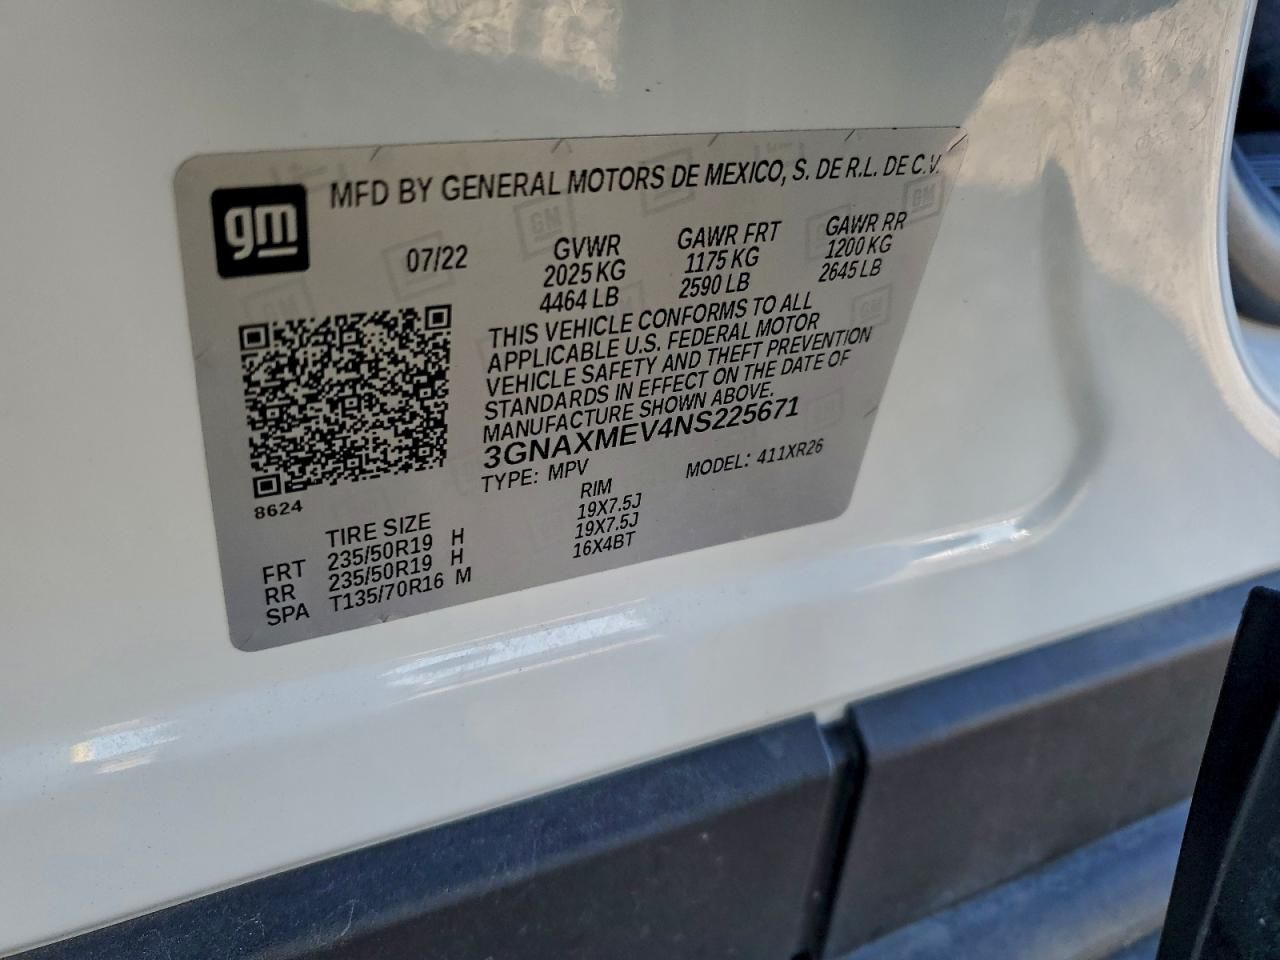 gm
MFD BY GENERAL MOTORS DE MEXICO, S. DE R.L. DE C.V.
07/22 GVWR GAWR FRT GAWR RR
2025 KG 1175 KG 1200 KG
4464 LB 2590 LB 2645 LB
THIS VEHICLE CONFORMS TO ALL
APPLICABLE U.S. FEDERAL MOTOR
VEHICLE SAFETY AND THEFT PREVENTION
STANDARDS IN EFFECT ON THE DATE OF
MANUFACTURE SHOWN ABOVE.
3GNAXMEV4NS225671
TYPE: MPV MODEL: 411XR26
8624
TIRE SIZE RIM
FRT 235/50R19 H 19X7.5J
RR 235/50R19 H 19X7.5J
SPA T135/70R16 M 16X4BT